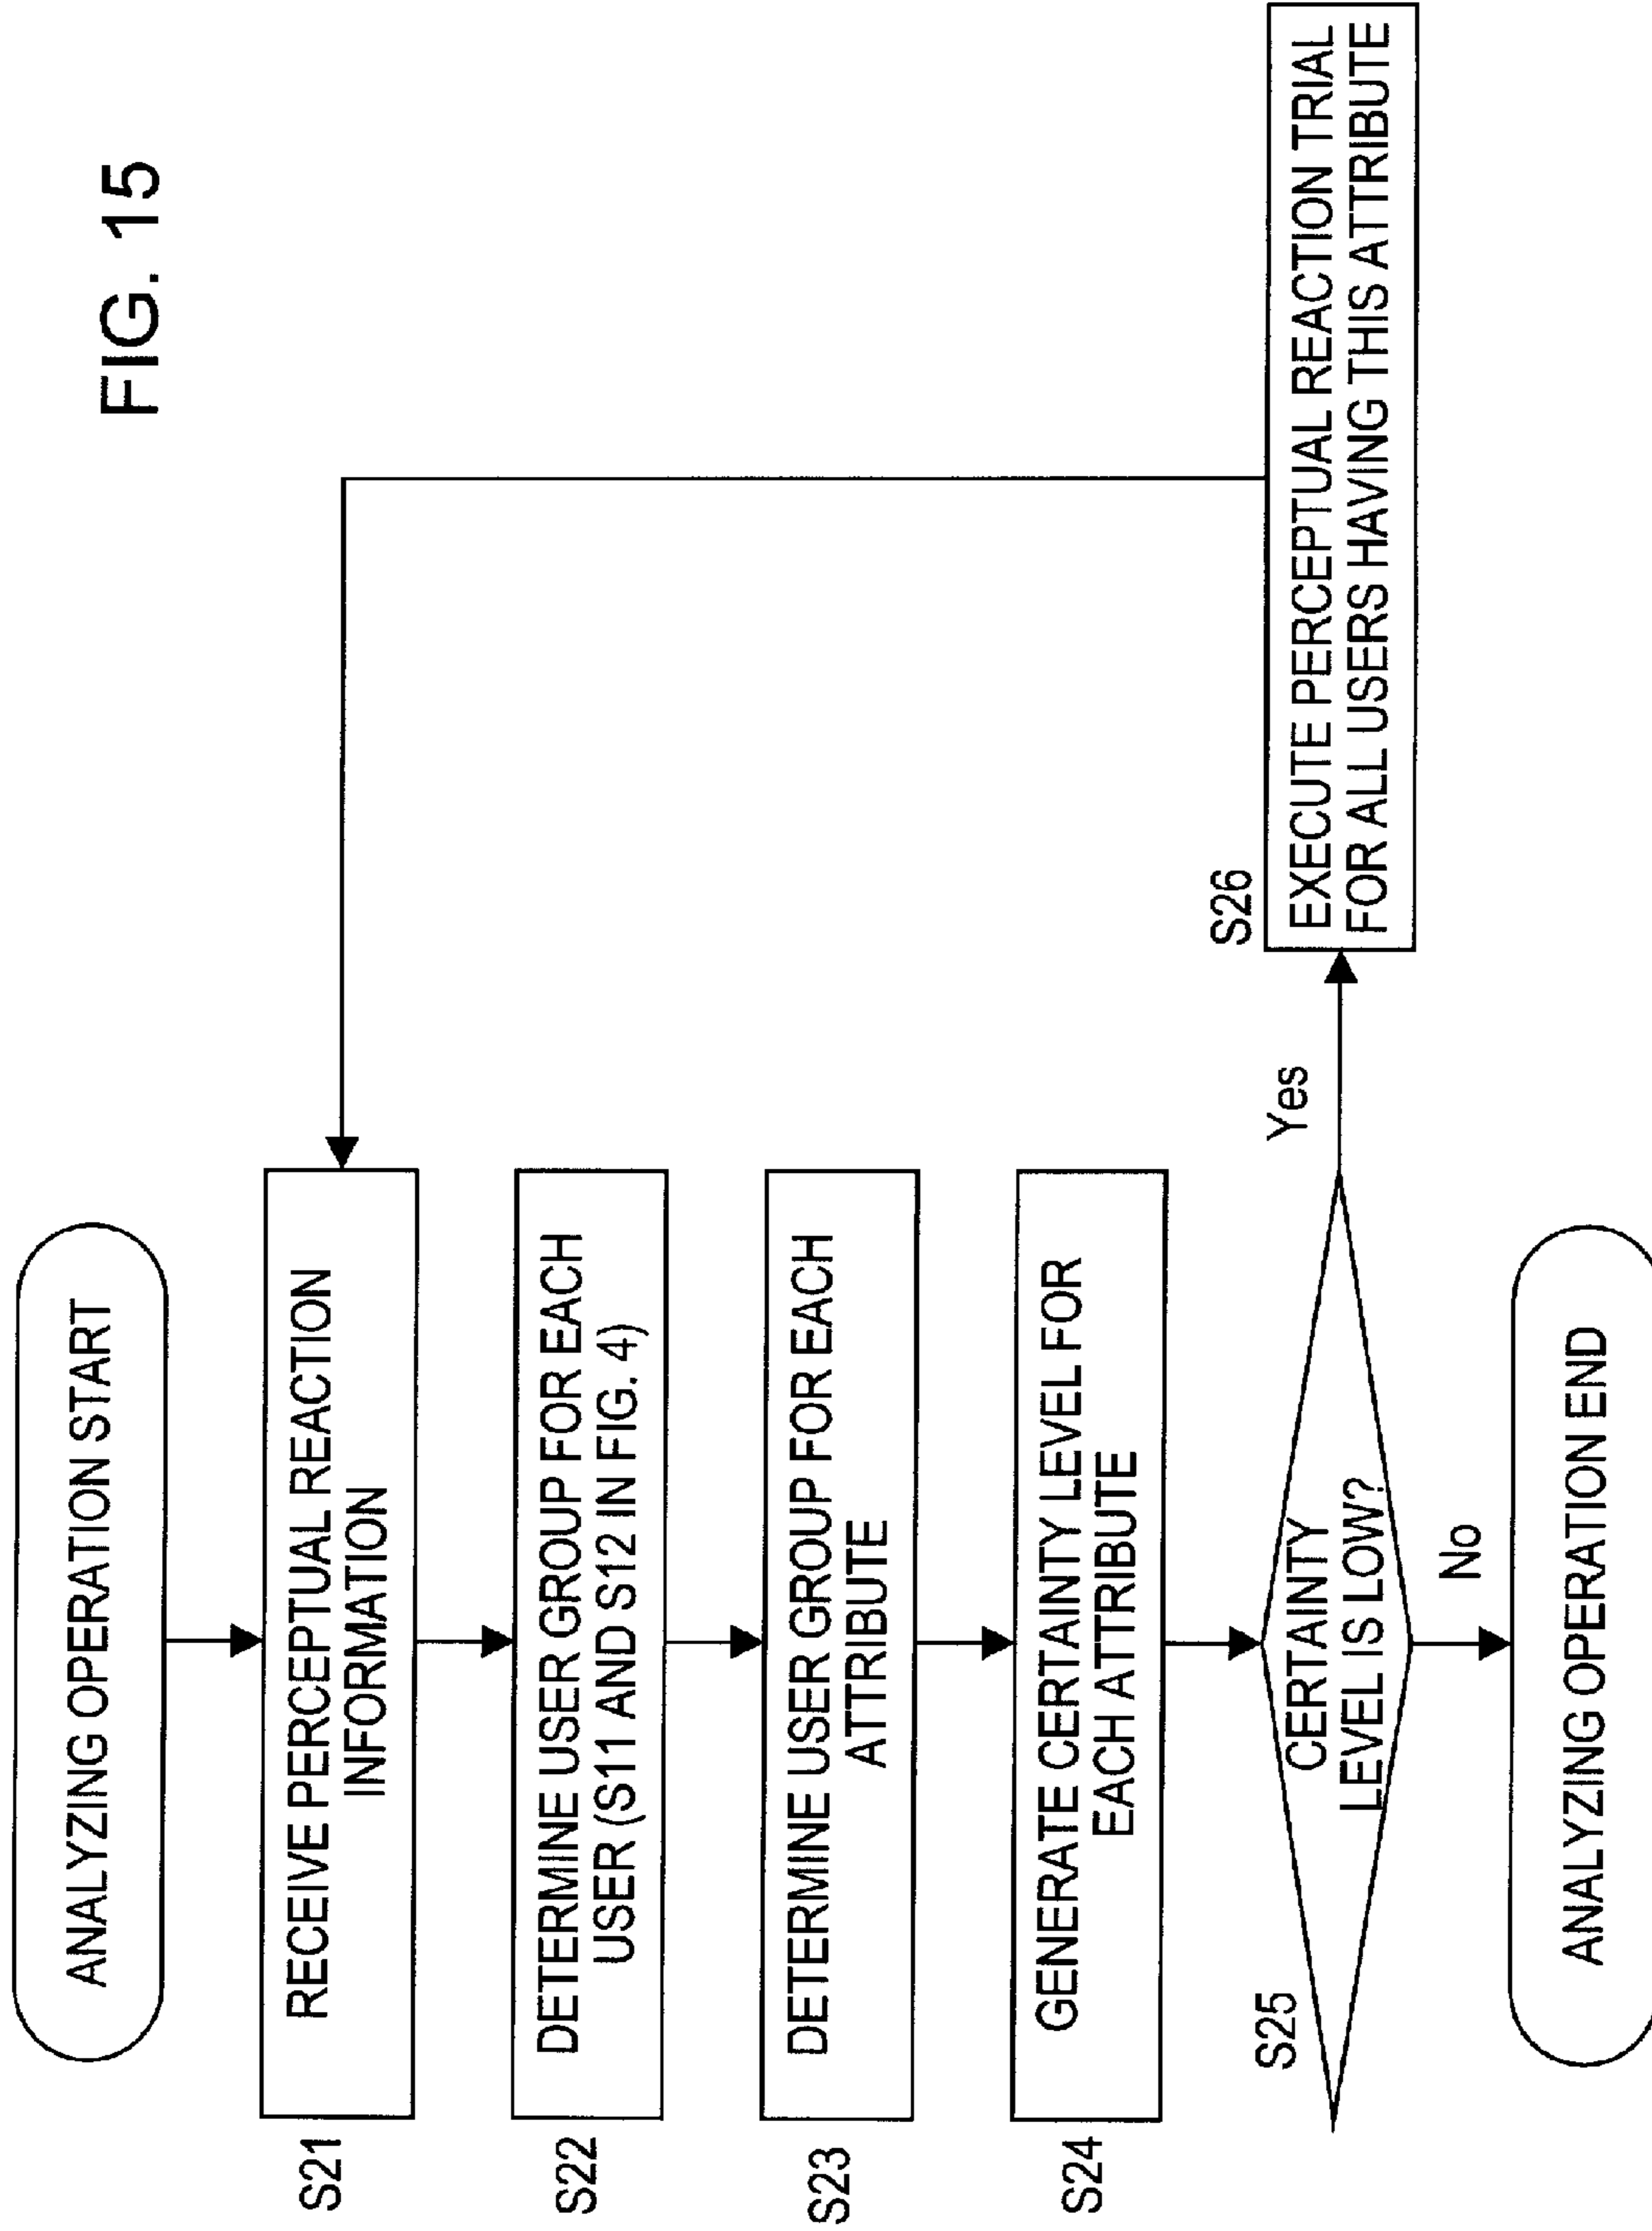 FIG. 15
ANALYZING OPERATION START
S21
RECEIVE PERCEPTUAL REACTION
INFORMATION
S22
DETERMINE USER GROUP FOR EACH
USER (S11 AND S12 IN FIG. 4)
S23
DETERMINE USER GROUP FOR EACH
ATTRIBUTE
S24
GENERATE CERTAINTY LEVEL FOR
EACH ATTRIBUTE
S25
CERTAINTY
LEVEL IS LOW?
Yes
S26
EXECUTE PERCEPTUAL REACTION TRIAL
FOR ALL USERS HAVING THIS ATTRIBUTE
No
ANALYZING OPERATION END